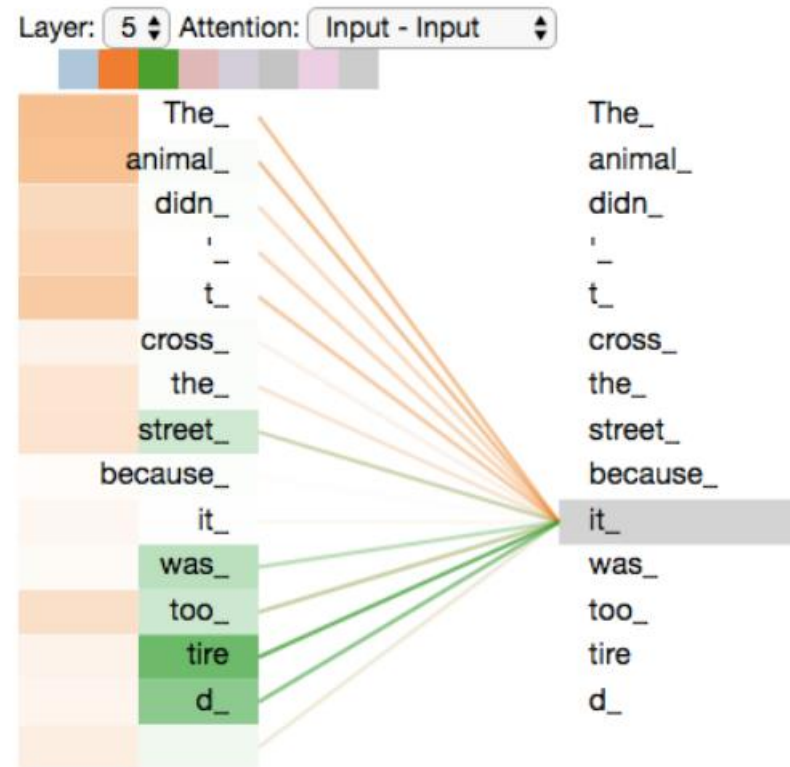 Layer: 5 Attention: Input - Input
The_ The_
animal_ animal_
didn_ didn_
'_ '_
t_ t_
cross_ cross_
the_ the_
street_ street_
because_ because_
it_ it_
was_ was_
too_ too_
tire tire
d_ d_